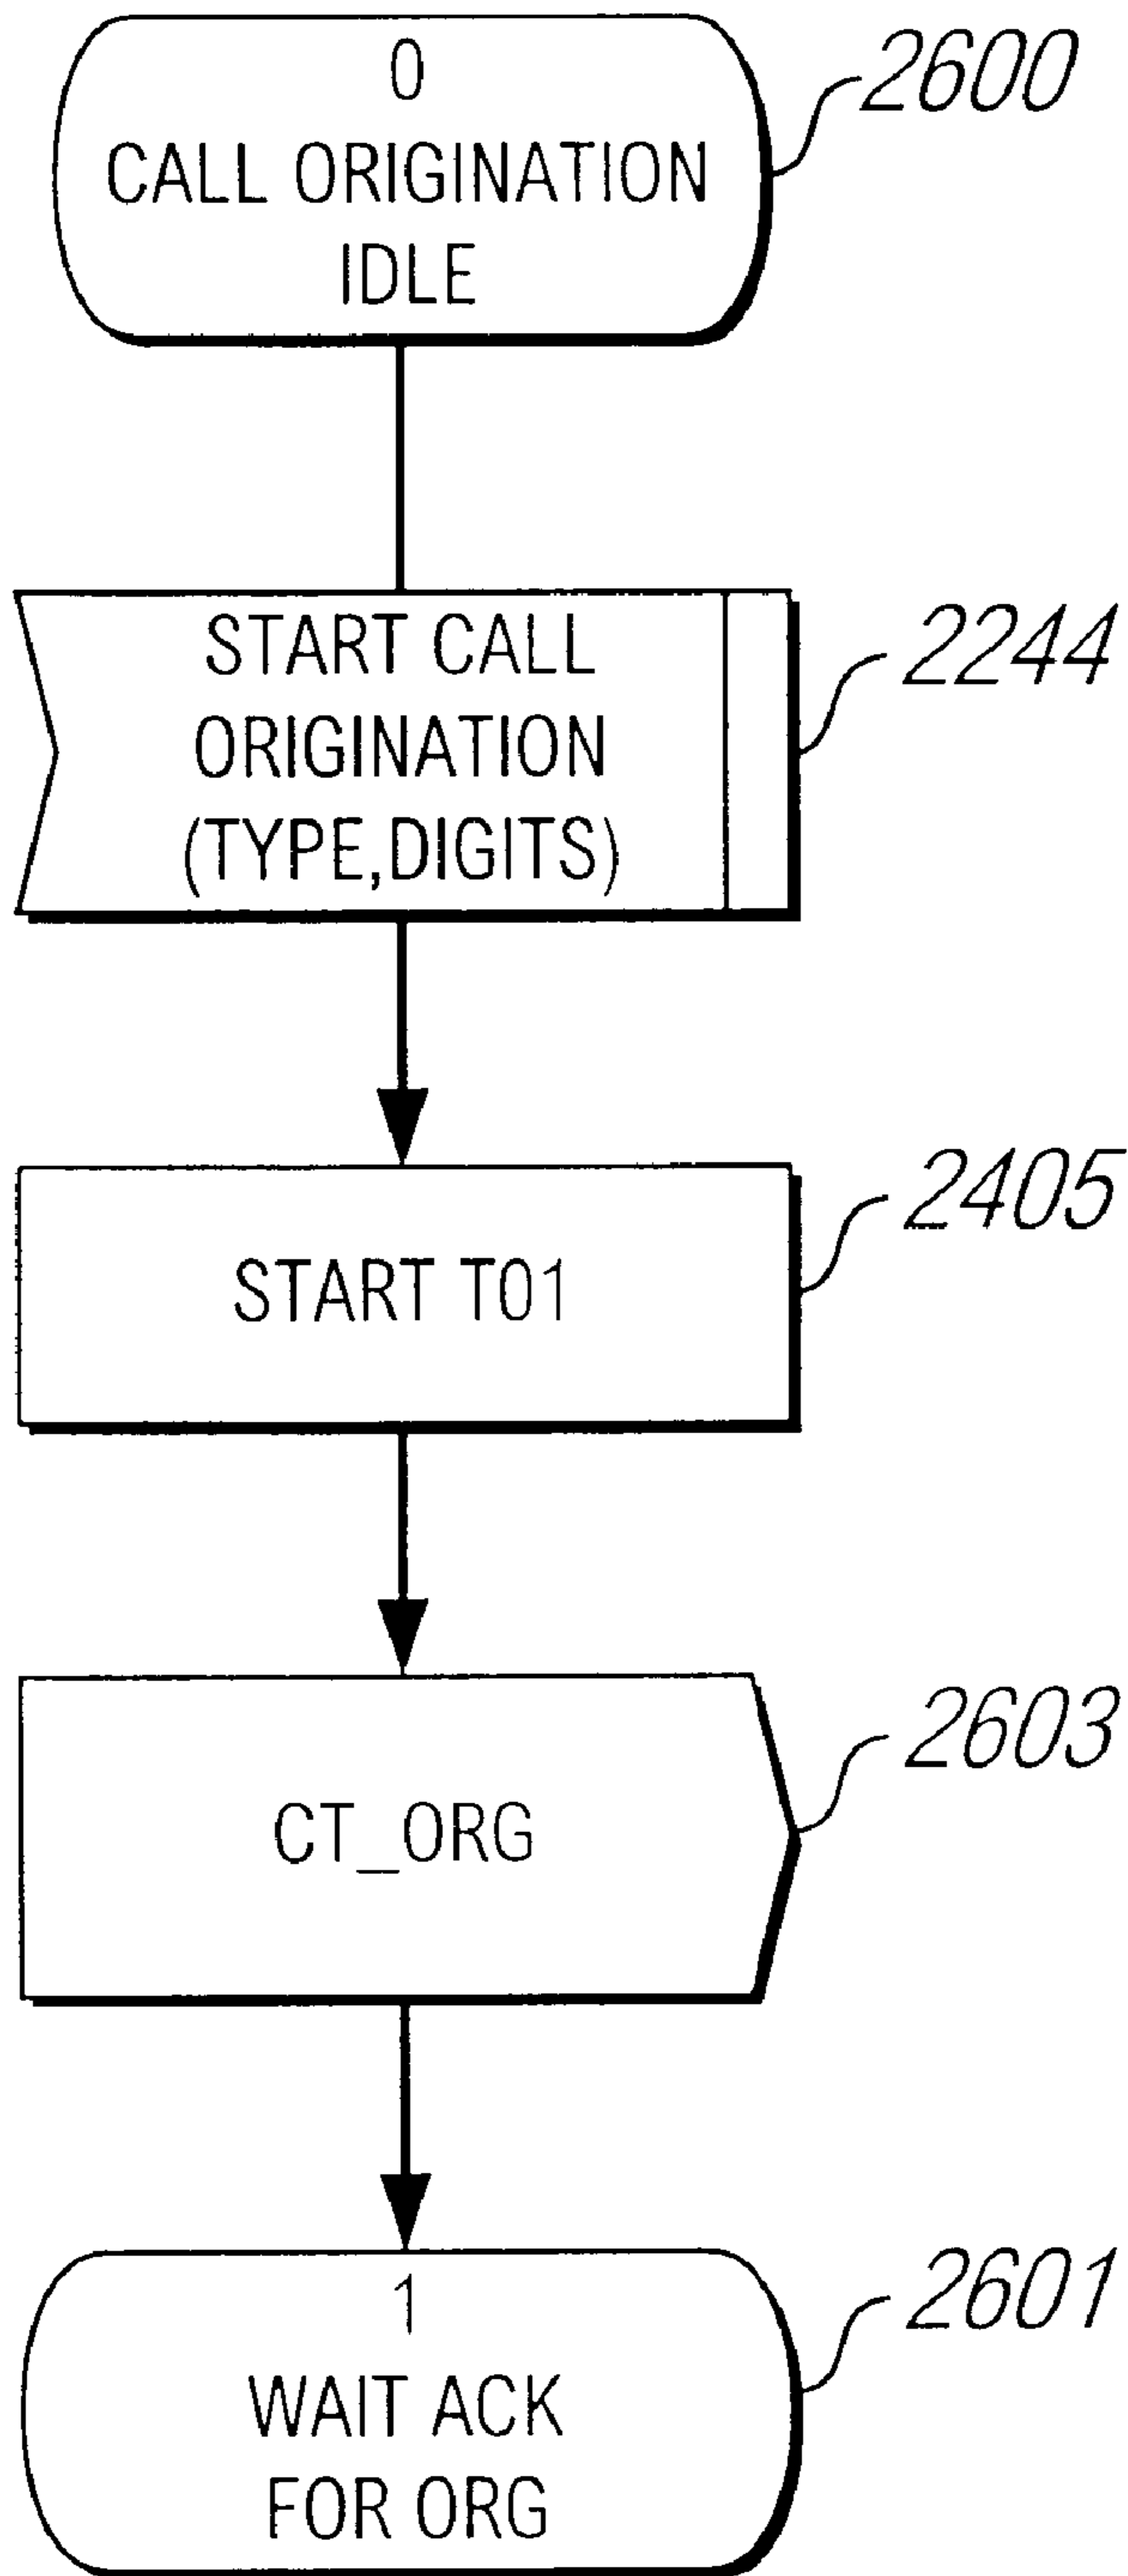 0
CALL ORIGINATION
IDLE
2600
START CALL
ORIGINATION
(TYPE,DIGITS)
2244
START T01
2405
CT_ORG
2603
1
WAIT ACK
FOR ORG
2601